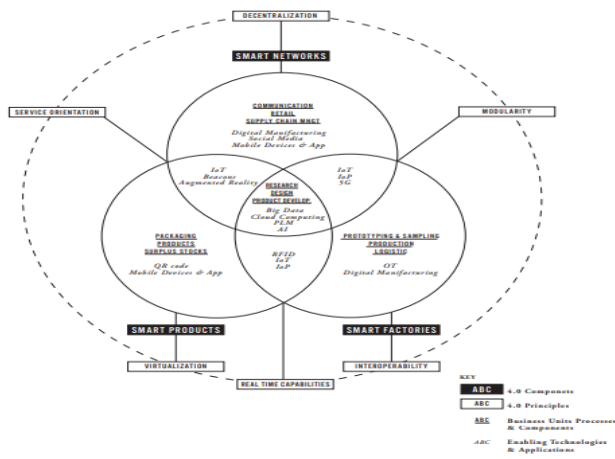 DECENTRALIZATION
SMART NETWORKS
SERVICE ORIENTATION
MODULARITY
COMMUNICATION
RETAIL
SUPPLY CHAIN MNGT
Digital Manifacturing
Social Media
Mobile Devices & App
IoT
Beacons
Augmented Reality
IoT
IoP
5G
RESEARCH
DESIGN
PRODUCT DEVELOP.
Big Data
Cloud Computing
PLM
AI
PACKAGING
PRODUCTS
SURPLUS STOCKS
QR code
Mobile Devices & App
PROTOTYPING & SAMPLING
PRODUCTION
LOGISTIC
OT
Digital Manifacturing
RFID
IoT
IoP
SMART PRODUCTS
SMART FACTORIES
VIRTUALIZATION
REAL TIME CAPABILITIES
INTEROPERABILITY
KEY
ABC 4.0 Componets
ABC 4.0 Principles
ABC Business Units Processes
& Components
ABC Enabling Technologies
& Applications